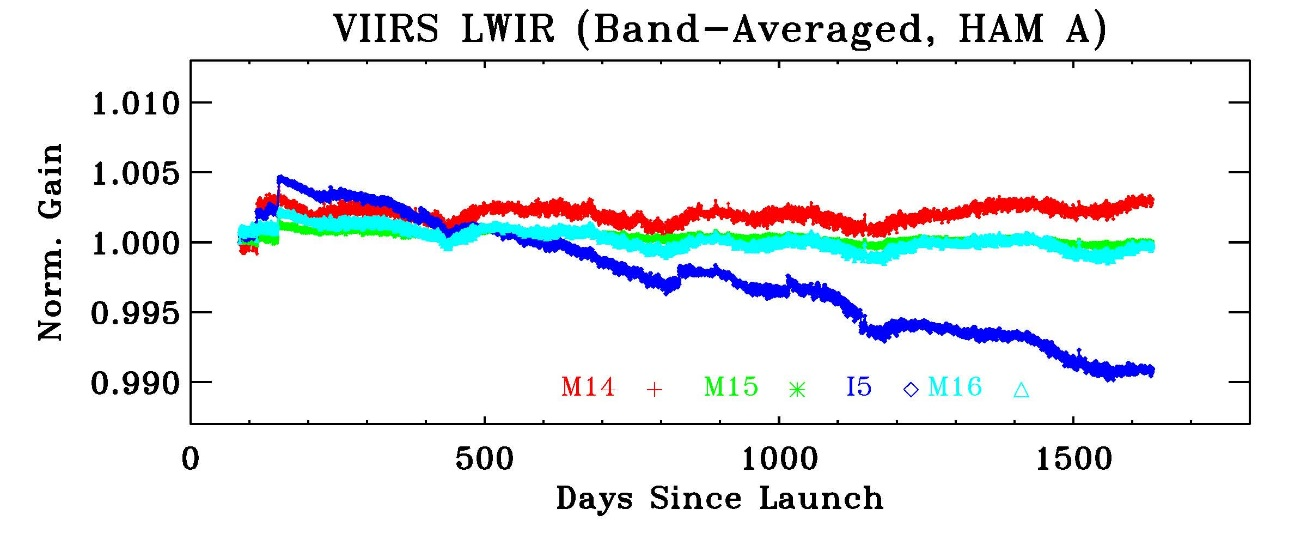 VIIRS LWIR (Band-Averaged, HAM A)
Norm. Gain
1.010
1.005
1.000
0.995
0.990
M14 M15 I5 M16
0 500 1000 1500
Days Since Launch